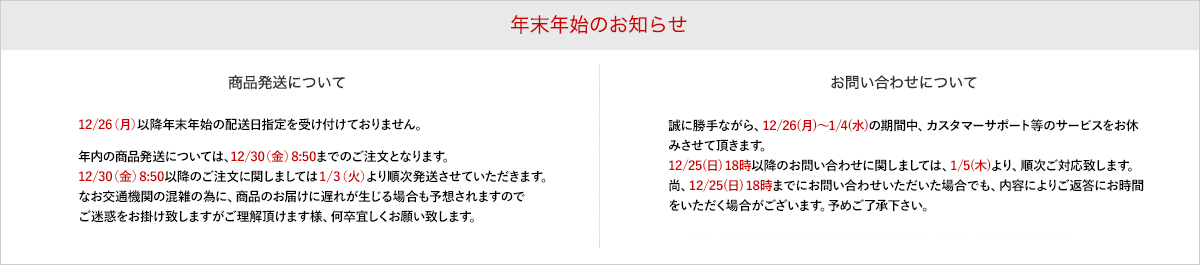 年末年始のお知らせ
商品発送について
12/26（月）以降年末年始の配送日指定を受け付けておりません。
年内の商品発送については、12/30（金）8:50までのご注文となります。
12/30（金）8:50以降のご注文に関しましては1/3（火）より順次発送させていただきます。
なお交通機関の混雑の為に、商品のお届けに遅れが生じる場合も予想されますので
ご迷惑をお掛け致しますがご理解頂けます様、何卒宜しくお願い致します。
お問い合わせについて
誠に勝手ながら、12/26(月)～1/4(水)の期間中、カスタマーサポート等のサービスをお休
みさせて頂きます。
12/25(日)18時以降のお問い合わせに関しましては、1/5(木)より、順次ご対応致します。
尚、12/25(日)18時までにお問い合わせいただいた場合でも、内容によりご返答にお時間
をいただく場合がございます。予めご了承下さい。